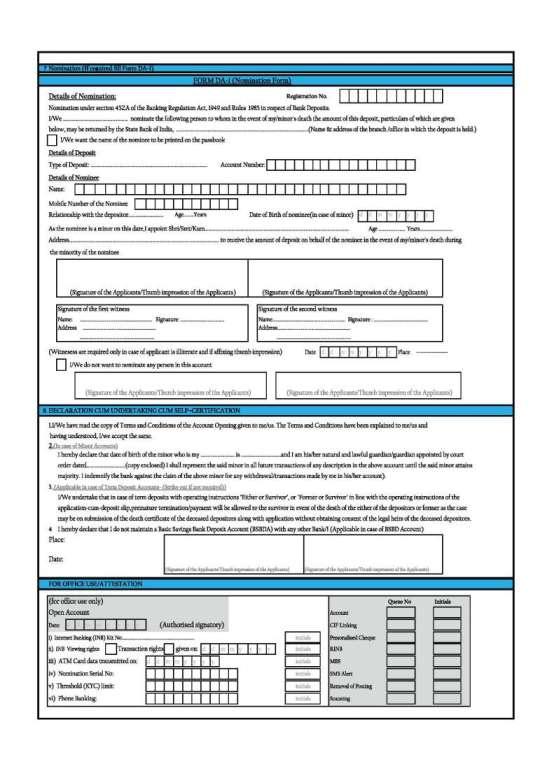 7 Nomination (If required fill Form DA-1)
FORM DA-1 (Nomination Form)
Details of Nomination: Registration No.
Nomination under section 452A of the Banking Regulation Act, 1949 and Rules 1985 in respect of Bank Deposits.
I/We ........................ nominate the following person to whom in the event of my/minor's death the amount of this deposit, particulars of which are given
below, may be returned by the State Bank of India, ........................ (Name & address of the branch /office in which the deposit is held.)
I/We want the name of the nominee to be printed on the passbook
Details of Deposit
Type of Deposit: ........................ Account Number:
Details of Nominee
Name:
Mobile Number of the Nominee
Relationship with the depositor............ Age......Years Date of Birth of nominee(in case of minor) d d m m y y y y
As the nominee is a minor on this date,I appoint Shri/Smt/Kum........................ Age ............ Years............
Address........................ to receive the amount of deposit on behalf of the nominee in the event of my/minor's death during
the minority of the nominee
(Signature of the Applicants/Thumb impression of the Applicants) (Signature of the Applicants/Thumb impression of the Applicants)
Signature of the first witness Signature of the second witness
Name: ............ Signature ............ Name............ Signature ............
Address ............ Address............
(Witnesses are required only in case of applicant is illiterate and if affixing thumb impression) Date d d m m y y y y Place ............
I/We do not want to nominate any person in this account
(Signature of the Applicants/Thumb impression of the Applicants) (Signature of the Applicants/Thumb impression of the Applicants)
8 DECLARATION CUM UNDERTAKING CUM SELF-CERTIFICATION
1.I/We have read the copy of Terms and Conditions of the Account Opening given to me/us. The Terms and Conditions have been explained to me/us and
having understood, I/we accept the same.
2.(In case of Minor Accounts)
I hereby declare that date of birth of the minor who is my ............ is ............and I am his/her natural and lawful guardian/guardian appointed by court
order dated............(copy enclosed) I shall represent the said minor in all future transactions of any description in the above account until the said minor attains
majority. I indemnify the bank against the claim of the above minor for any withdrawal/transactions made by me in his/her account).
3.(Applicable in case of Term Deposit Accounts- (Strike out if not required))
I/We undertake that in case of term deposits with operating instructions 'Either or Survivor', or 'Former or Survivor' in line with the operating instructions of the
application-cum-deposit slip,premature termination/payment will be allowed to the survivor in event of the death of the either of the depositors or former as the case
may be on submission of the death certificate of the deceased depositors along with application without obtaining consent of the legal heirs of the deceased depositors.
4 I hereby declare that I do not maintain a Basic Savings Bank Deposit Account (BSBDA) with any other Bank/I (Applicable in case of BSBD Account)
Place:
Date:
(Signature of the Applicants/Thumb impression of the Applicants) (Signature of the Applicants/Thumb impression of the Applicants)
FOR OFFICE USE/ATTESTATION
(for office use only) Queue No Initials
Open Account Account
Date d d m m y y y y (Authorised signatory) CIF Linking
i) Internet Banking (INB) Kit No............. Initials Personalised Cheque
ii) INB Viewing rights Transaction rights given on: d d m m y y y y Initials RINB
iii) ATM Card data transmitted on: d d m m y y y y Initials MBS
iv) Nomination Serial No: Initials SMS Alert
v) Threshold (KYC) limit: Initials Removal of Posting
vi) Phone Banking: Initials Scanning